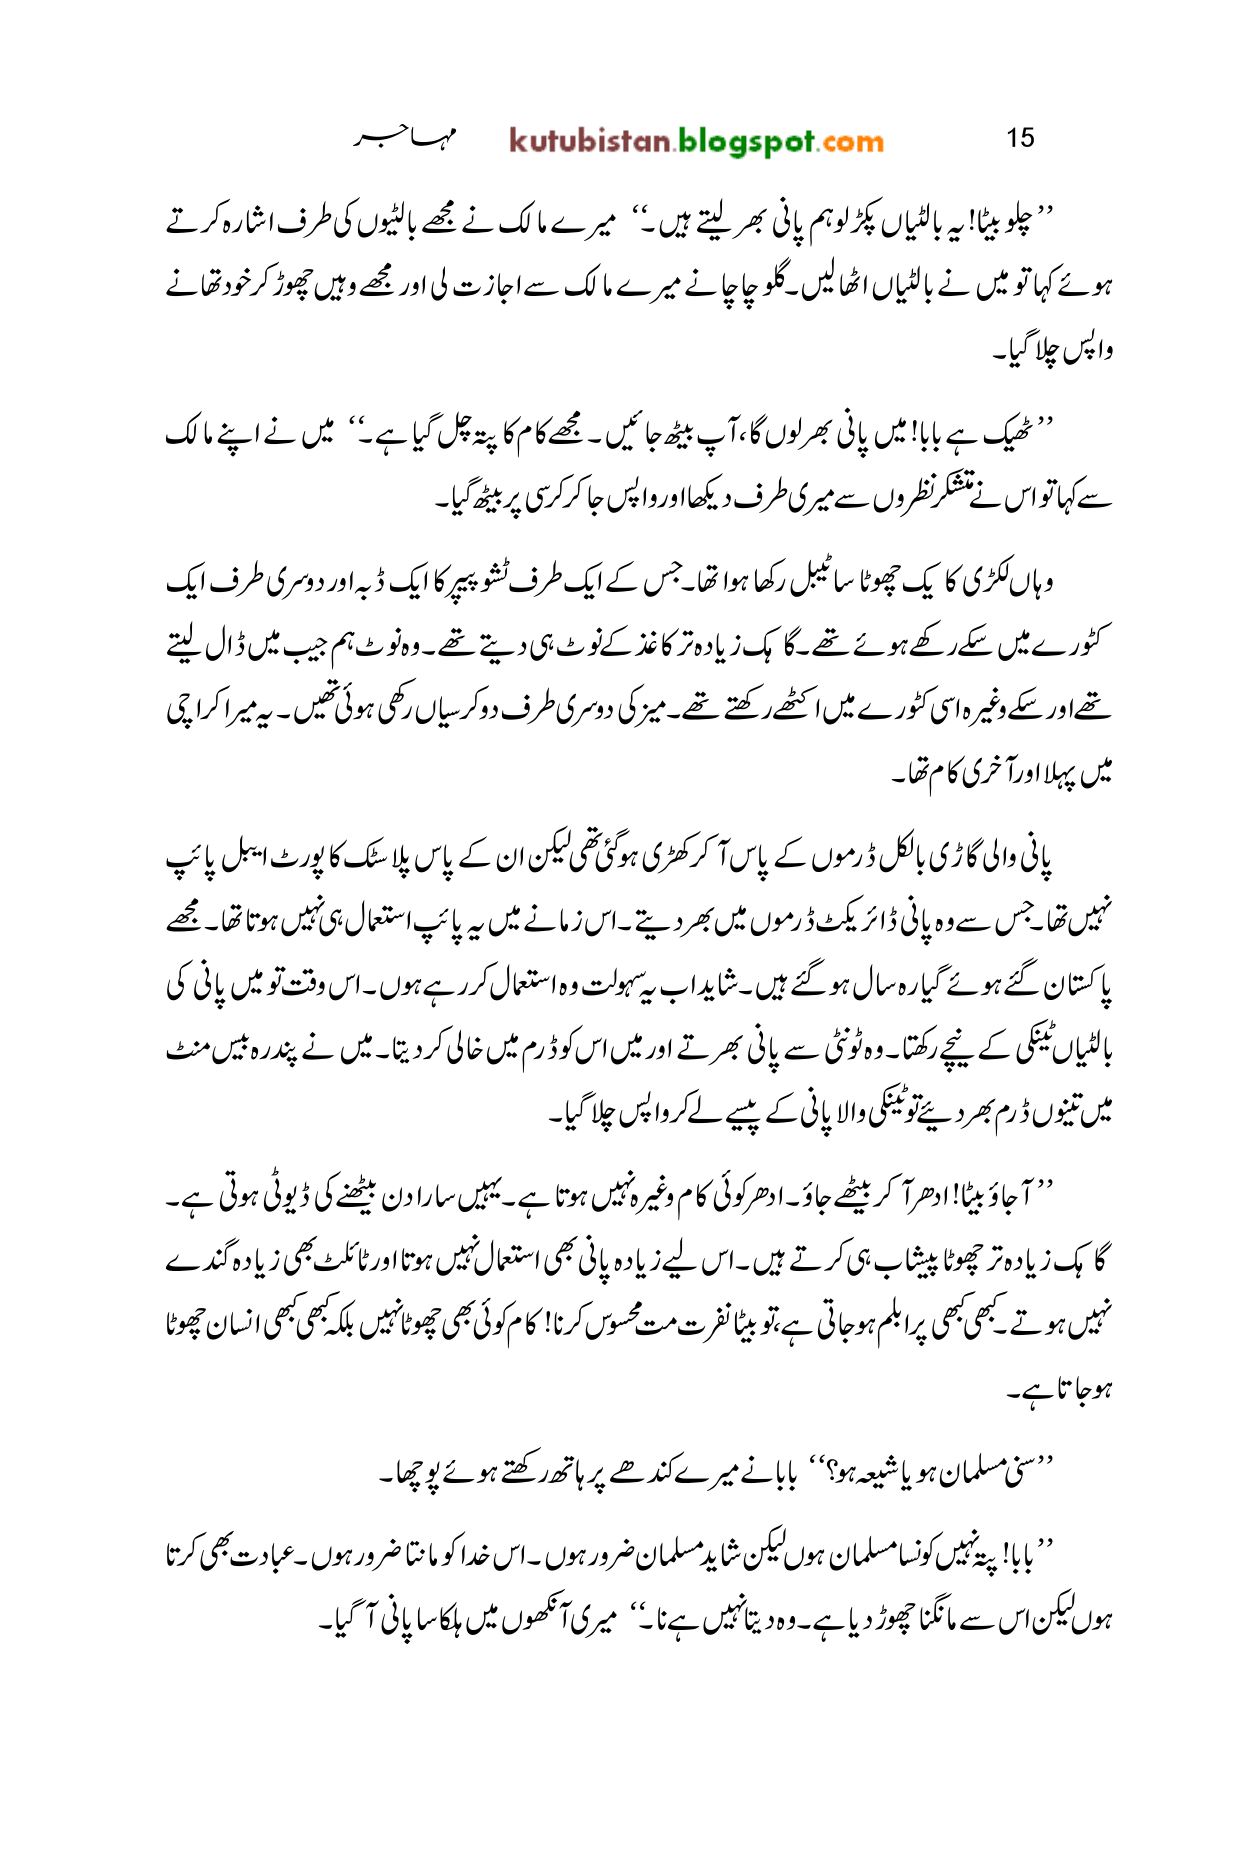 مہاجر kutubistan.blogspot.com 15
’’چلو بیٹا! یہ بالٹیاں پکڑ لو ہم پانی بھر لیتے ہیں۔‘‘ میرے مالک نے مجھے بالٹیوں کی طرف اشارہ کرتے
ہوئے کہا تو میں نے بالٹیاں اٹھا لیں۔ گلو چاچا نے میرے مالک سے اجازت لی اور مجھے وہیں چھوڑ کر خود تھانے
واپس چلا گیا۔
’’ٹھیک ہے بابا! میں پانی بھر لوں گا، آپ بیٹھ جائیں۔ مجھے کام کا پتہ چل گیا ہے۔‘‘ میں نے اپنے مالک
سے کہا تو اس نے متشکر نظروں سے میری طرف دیکھا اور واپس جا کر کرسی پر بیٹھ گیا۔
وہاں لکڑی کا یک چھوٹا سا ٹیبل رکھا ہوا تھا۔ جس کے ایک طرف ٹشو پیپر کا ایک ڈبہ اور دوسری طرف ایک
کٹورے میں سکے رکھے ہوئے تھے۔ گاہک زیادہ تر کاغذ کے نوٹ ہی دیتے تھے۔ وہ نوٹ ہم جیب میں ڈال لیتے
تھے اور سکے وغیرہ اسی کٹورے میں اکٹھے رکھتے تھے۔ میز کی دوسری طرف دو کرسیاں رکھی ہوئی تھیں۔ یہ میرا کراچی
میں پہلا اور آخری کام تھا۔
پانی والی گاڑی بالکل ڈرموں کے پاس آ کر کھڑی ہو گئی تھی لیکن ان کے پاس پلاسٹک کا پورٹ ایبل پائپ
نہیں تھا۔ جس سے وہ پانی ڈائریکٹ ڈرموں میں بھر دیتے۔ اس زمانے میں یہ پائپ استعمال ہی نہیں ہوتا تھا۔ مجھے
پاکستان گئے ہوئے گیارہ سال ہو گئے ہیں۔ شاید اب یہ سہولت وہ استعمال کر رہے ہوں۔ اس وقت تو میں پانی کی
بالٹیاں ٹینکی کے نیچے رکھتا۔ وہ ٹونٹی سے پانی بھرتے اور میں اس کو ڈرم میں خالی کر دیتا۔ میں نے پندرہ بیس منٹ
میں تینوں ڈرم بھر دیئے تو ٹینکی والا پانی کے پیسے لے کر واپس چلا گیا۔
’’آ جاؤ بیٹا! ادھر آ کر بیٹھے جاؤ۔ ادھر کوئی کام وغیرہ نہیں ہوتا ہے۔ یہیں سارا دن بیٹھنے کی ڈیوٹی ہوتی ہے۔
گاہک زیادہ تر چھوٹا پیشاب ہی کرتے ہیں۔ اس لیے زیادہ پانی بھی استعمال نہیں ہوتا اور ٹائلٹ بھی زیادہ گندے
نہیں ہوتے۔ کبھی کبھی پرابلم ہو جاتی ہے، تو بیٹا نفرت مت محسوس کرنا! کام کوئی بھی چھوٹا نہیں بلکہ کبھی کبھی انسان چھوٹا
ہو جاتا ہے۔
’’سنی مسلمان ہو یا شیعہ ہو؟‘‘ بابا نے میرے کندھے پر ہاتھ رکھتے ہوئے پوچھا۔
’’بابا! پتہ نہیں کونسا مسلمان ہوں لیکن شاید مسلمان ضرور ہوں۔ اس خدا کو مانتا ضرور ہوں۔ عبادت بھی کرتا
ہوں لیکن اس سے مانگنا چھوڑ دیا ہے۔ وہ دیتا نہیں ہے نا۔‘‘ میری آنکھوں میں ہلکا سا پانی آ گیا۔